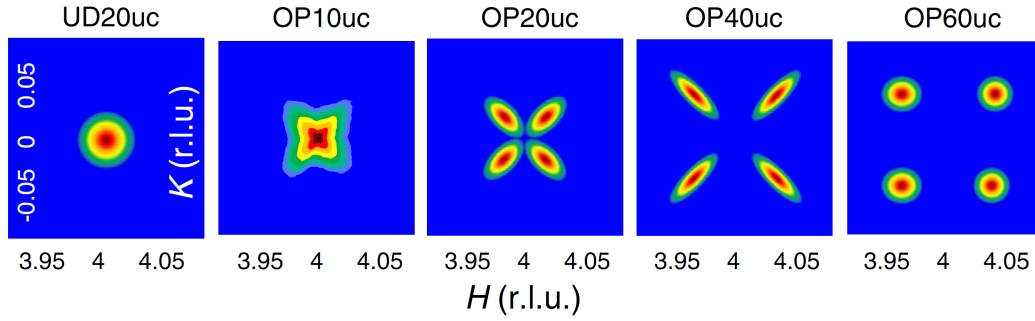 UD20uc OP10uc OP20uc OP40uc OP60uc
0.05
0
-0.05
K (r.l.u.)
3.95 4 4.05 3.95 4 4.05 3.95 4 4.05 3.95 4 4.05 3.95 4 4.05
H (r.l.u.)